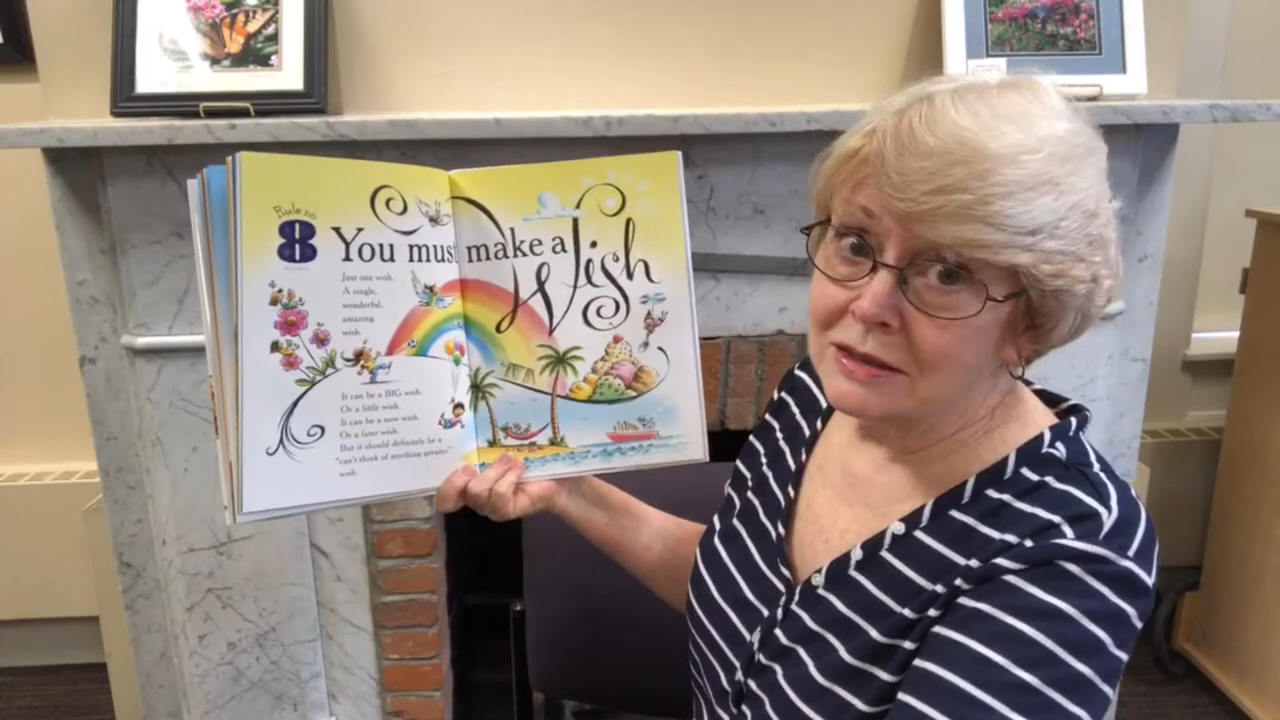 Rule no
8
You must make a Wish
Just one wish.
A single,
wonderful,
amazing
wish.
It can be a BIG wish.
Or a little wish.
It can be a now wish.
Or a later wish.
But it should definitely be a
"can't think of anything greater"
wish.